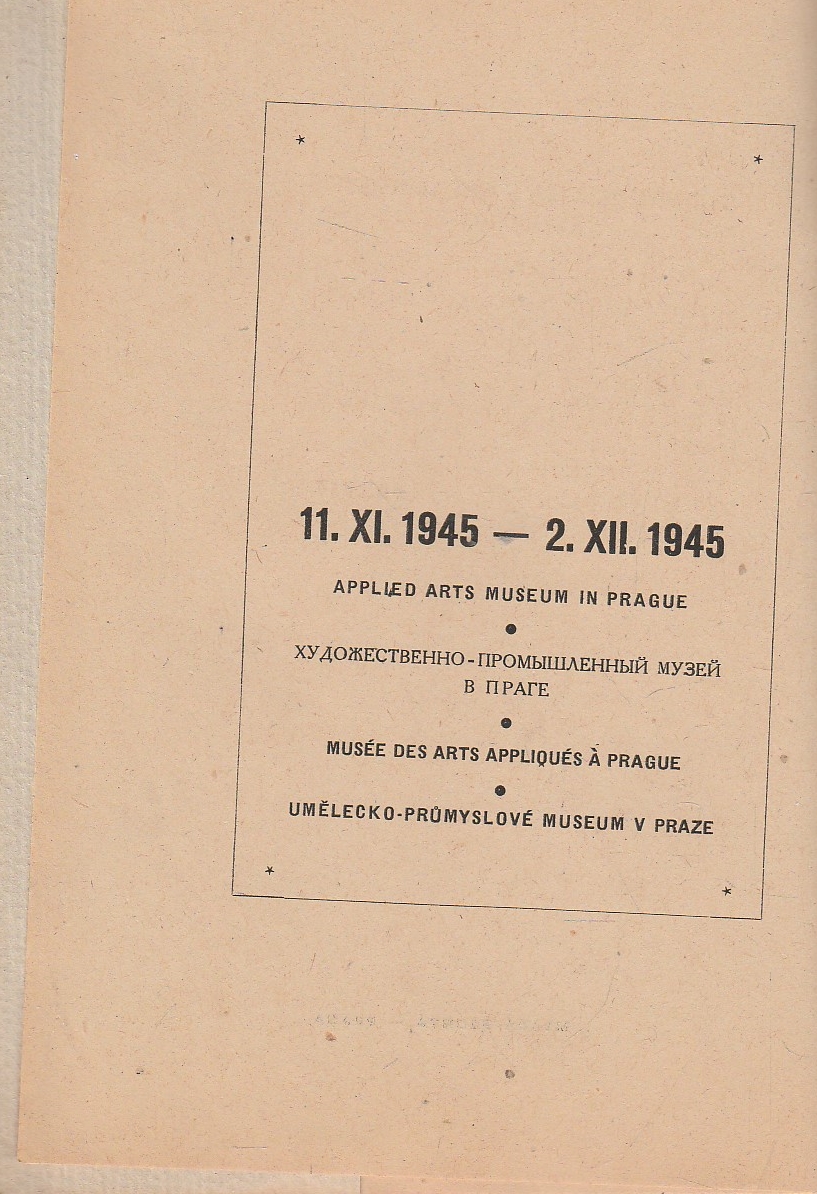 11. XI. 1945 — 2. XII. 1945
APPLIED ARTS MUSEUM IN PRAGUE
ХУДОЖЕСТВЕННО-ПРОМЫШЛЕННЫЙ МУЗЕЙ
В ПРАГЕ
MUSÉE DES ARTS APPLIQUÉS À PRAGUE
UMĚLECKO-PRŮMYSLOVÉ MUSEUM V PRAZE